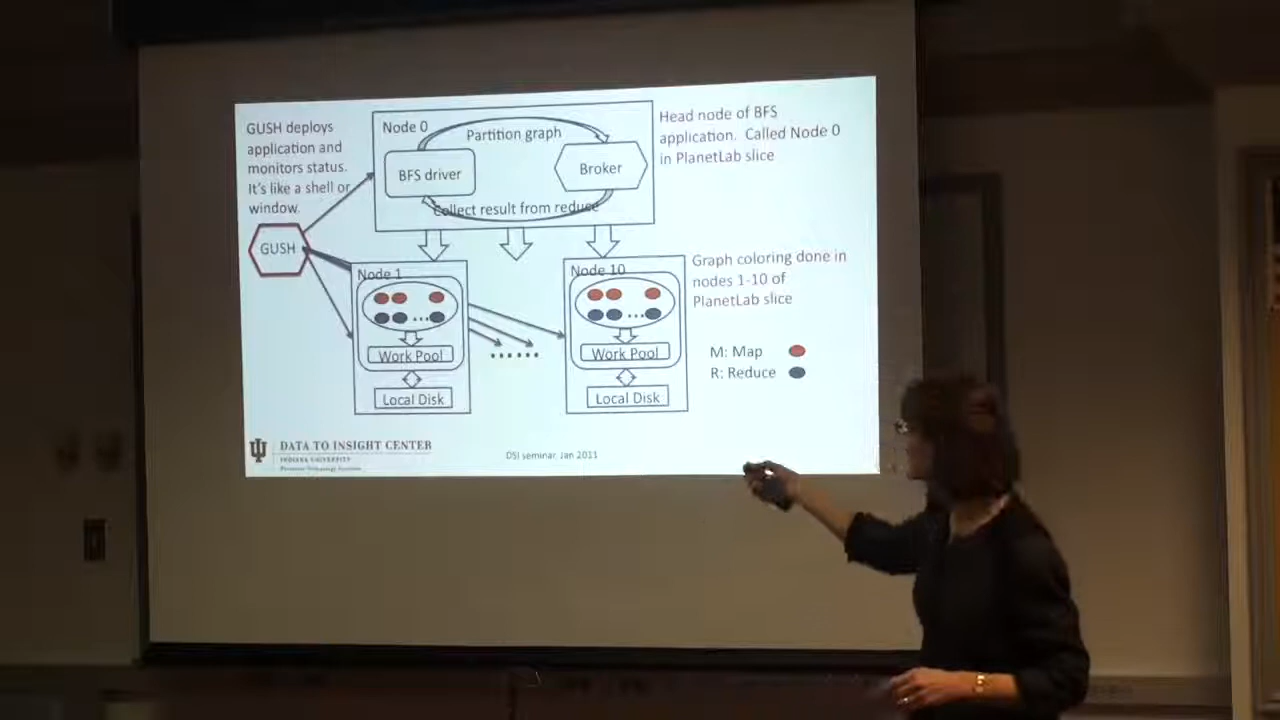 GUSH deploys
application and
monitors status.
It's like a shell or
window.
GUSH
Node 0
Partition graph
BFS driver
Broker
Collect result from reduce
Head node of BFS
application. Called Node 0
in PlanetLab slice
Node 1
...
Work Pool
Local Disk
......
Node 10
...
Work Pool
Local Disk
Graph coloring done in
nodes 1-10 of
PlanetLab slice
M: Map
R: Reduce
DATA TO INSIGHT CENTER
INDIANA UNIVERSITY
DSI seminar, Jan 2011